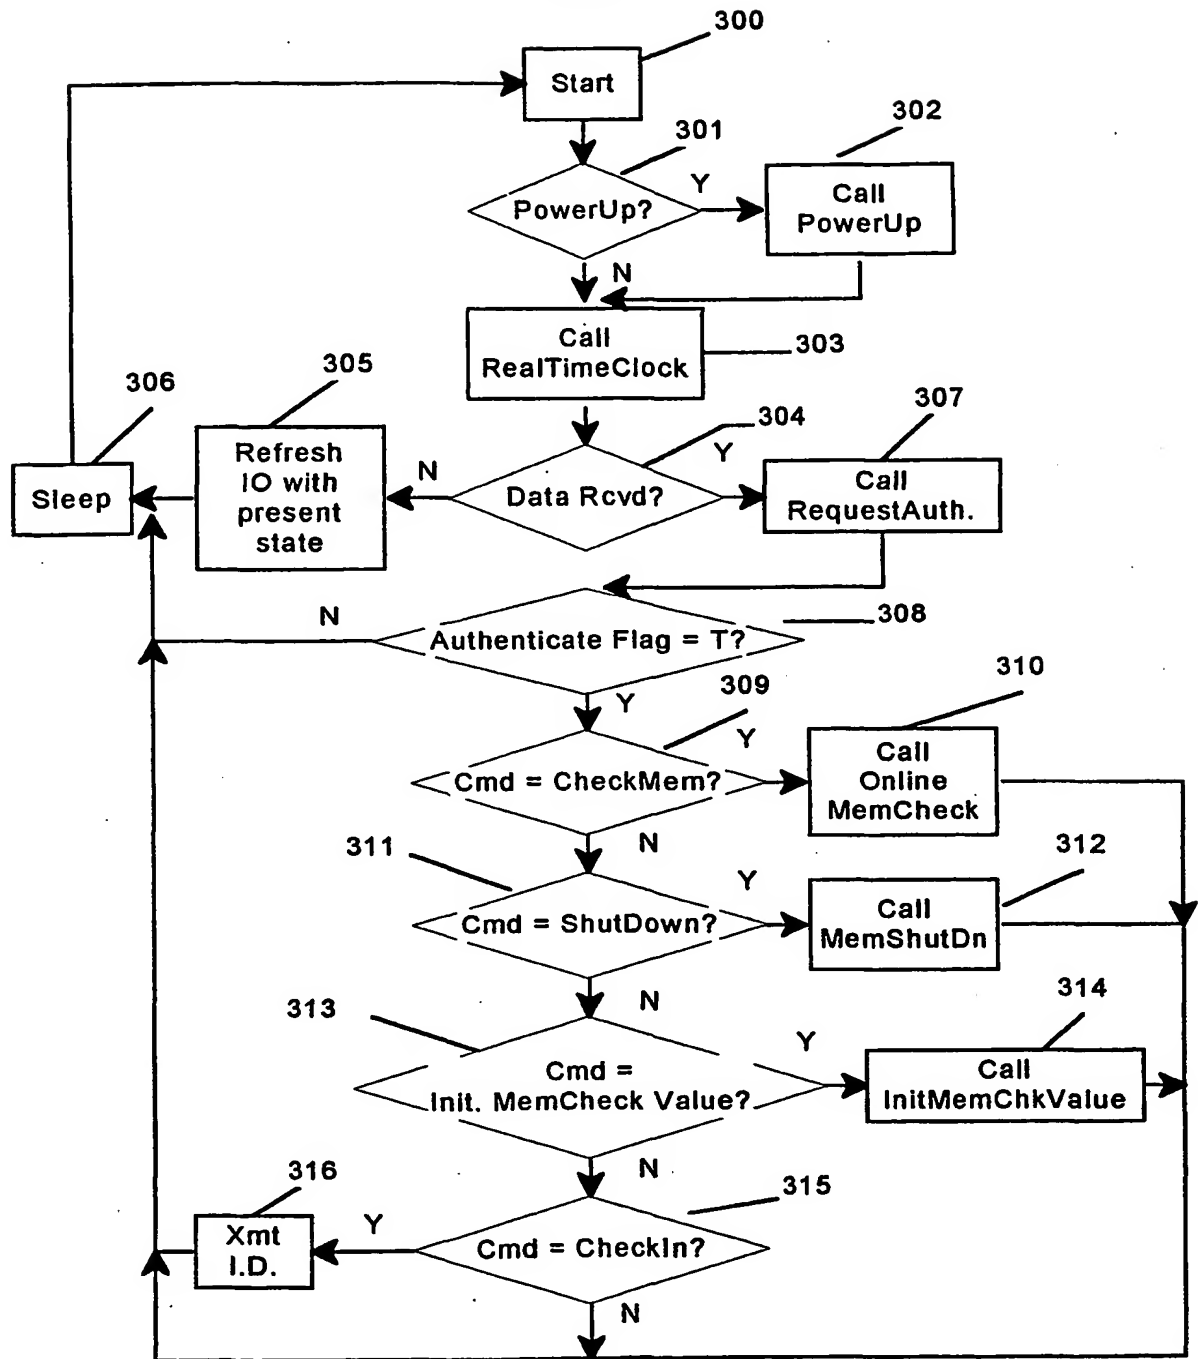 300
Start
301
302
PowerUp?
Y
Call
PowerUp
N
Call
RealTimeClock
303
306
305
304
307
Sleep
Refresh
IO with
present
state
N
Data Rcvd?
Y
Call
RequestAuth.
N
Authenticate Flag = T?
308
Y
309
310
Cmd = CheckMem?
Y
Call
Online
MemCheck
N
311
312
Cmd = ShutDown?
Y
Call
MemShutDn
N
313
314
Cmd =
Init. MemCheck Value?
Y
Call
InitMemChkValue
N
316
315
Xmt
I.D.
Y
Cmd = CheckIn?
N